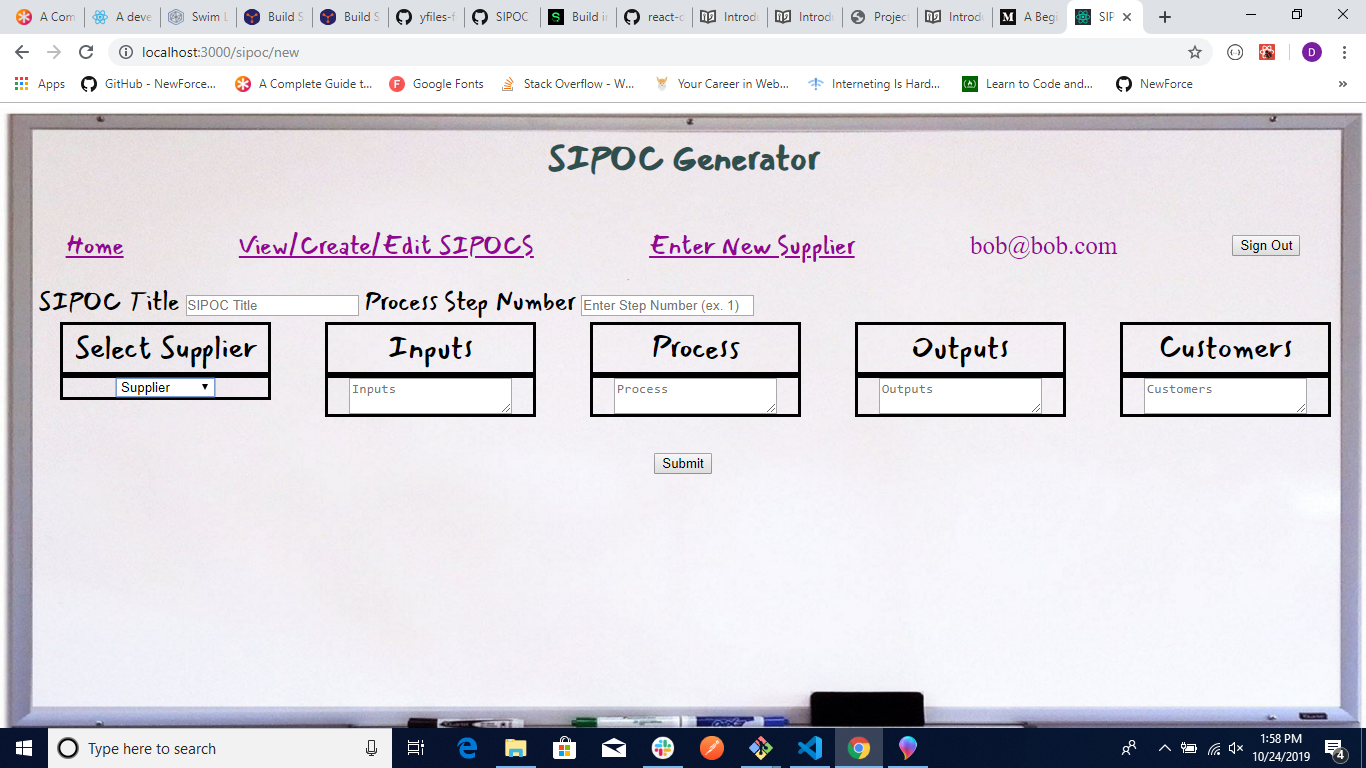 A Com
A deve
Swim L
Build S
Build S
yfiles-f
SIPOC
Build in
react-c
Introdu
Introdu
Project
Introdu
A Begi
SIP
localhost:3000/sipoc/new
D
Apps
GitHub - NewForce...
A Complete Guide t...
Google Fonts
Stack Overflow - W...
Your Career in Web...
Interneting Is Hard...
Learn to Code and...
NewForce
»
SIPOC Generator
Home
View/Create/Edit SIPOCS
Enter New Supplier
bob@bob.com
Sign Out
SIPOC Title SIPOC Title Process Step Number Enter Step Number (ex. 1)
Select Supplier
Inputs
Process
Outputs
Customers
Supplier
Inputs
Process
Outputs
Customers
Submit
Type here to search
1:58 PM
10/24/2019
4